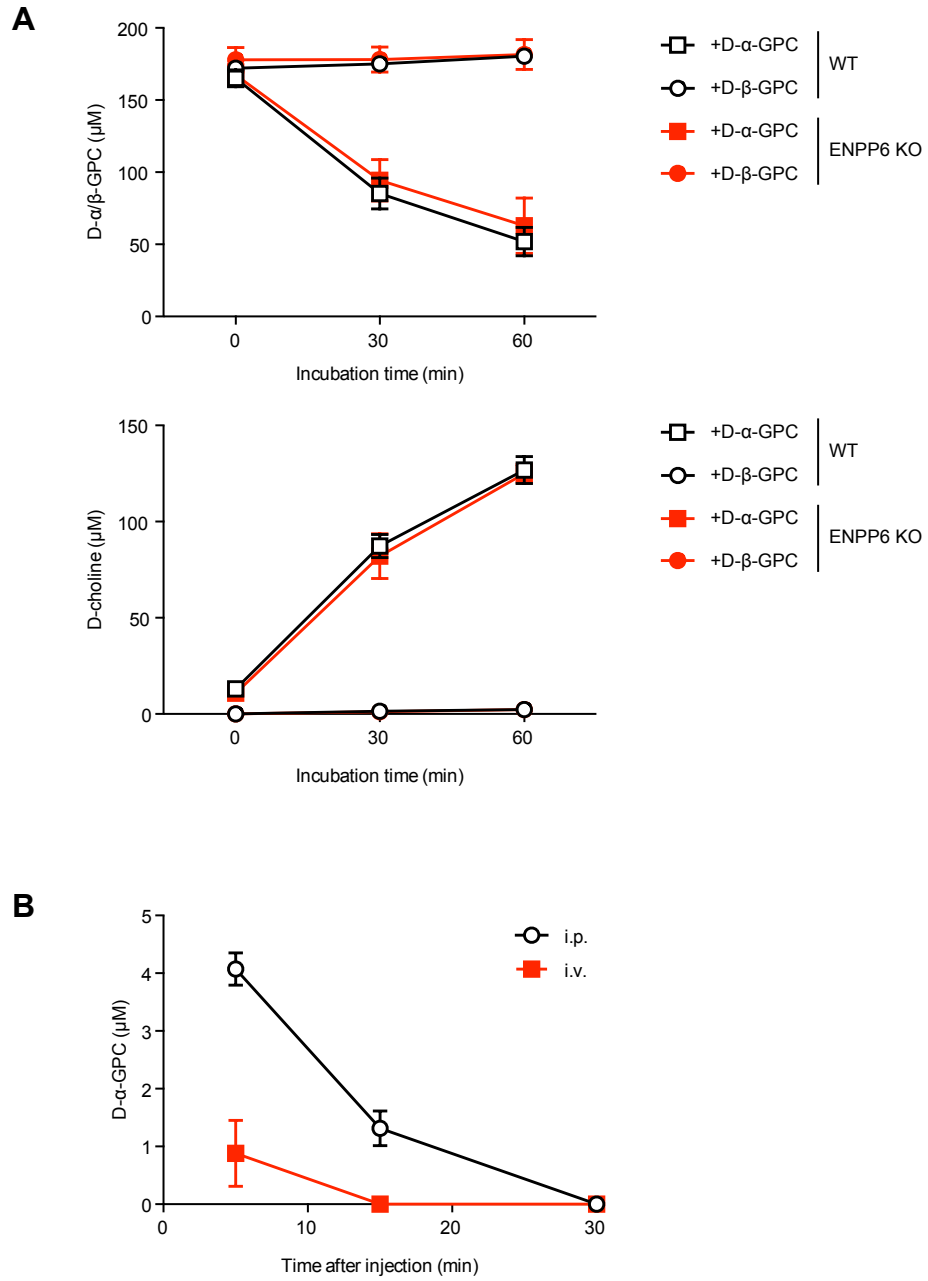 A
200
150
100
50
0
D-α/β-GPC (μM)
0 30 60
Incubation time (min)
+D-α-GPC
+D-β-GPC
WT
+D-α-GPC
+D-β-GPC
ENPP6 KO
150
100
50
0
D-choline (μM)
0 30 60
Incubation time (min)
+D-α-GPC
+D-β-GPC
WT
+D-α-GPC
+D-β-GPC
ENPP6 KO
B
5
4
3
2
1
0
D-α-GPC (μM)
0 10 20 30
Time after injection (min)
i.p.
i.v.